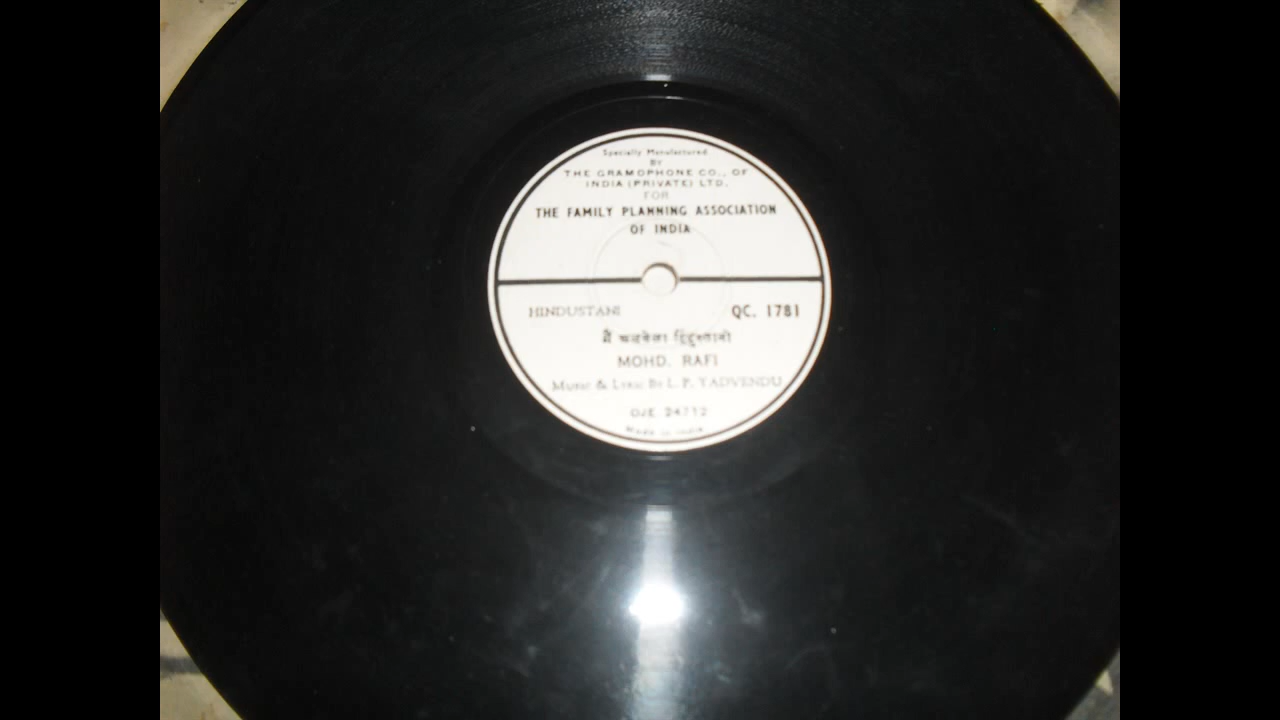 Specially Manufactured
BY
THE GRAMOPHONE CO., OF
INDIA (PRIVATE) LTD.
FOR
THE FAMILY PLANNING ASSOCIATION
OF INDIA
HINDUSTANI QC. 1781
मैं अलबेला हिंदुस्तानी
MOHD. RAFI
Music & Lyric By L. P. YADVENDU
OJE 24712
Made in India